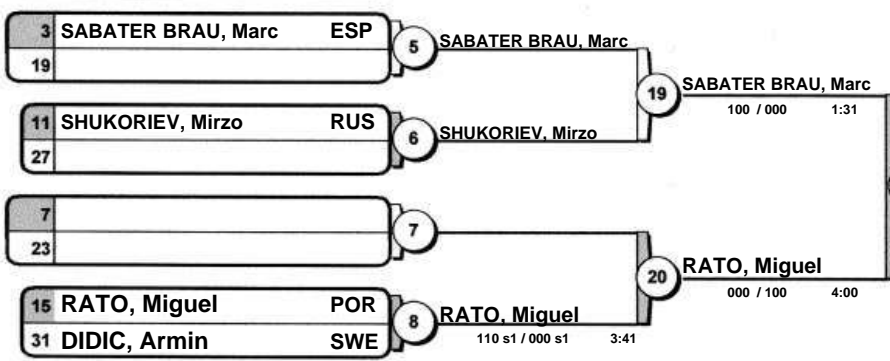 3 SABATER BRAU, Marc ESP
19
5
SABATER BRAU, Marc
11 SHUKORIEV, Mirzo RUS
27
6
SHUKORIEV, Mirzo
19
SABATER BRAU, Marc
100 / 000 1:31
7
23
7
15 RATO, Miguel POR
31 DIDIC, Armin SWE
8
RATO, Miguel
110 s1 / 000 s1 3:41
20
RATO, Miguel
000 / 100 4:00